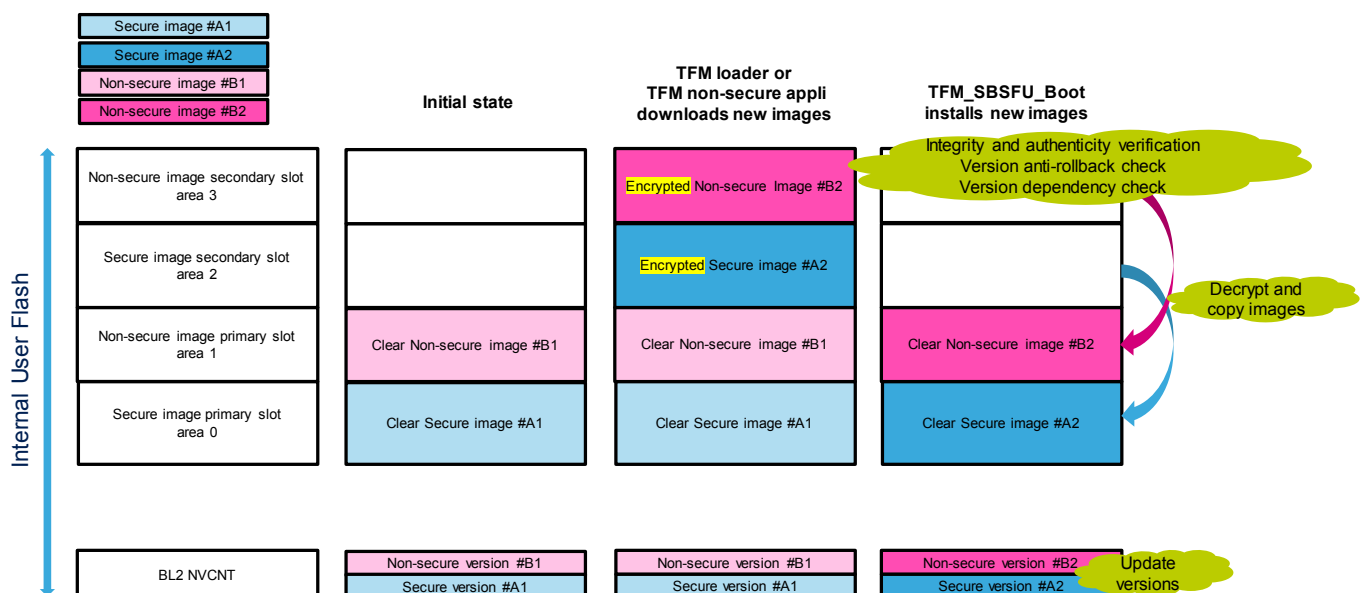 Secure image #A1
Secure image #A2
Non-secure image #B1
Non-secure image #B2
Initial state
TFM loader or
TFM non-secure appli
downloads new images
TFM_SBSFU_Boot
installs new images
Integrity and authenticity verification
Version anti-rollback check
Version dependency check
Internal User Flash
Non-secure image secondary slot
area 3
Encrypted Non-secure Image #B2
Secure image secondary slot
area 2
Encrypted Secure image #A2
Decrypt and
copy images
Non-secure image primary slot
area 1
Clear Non-secure image #B1
Clear Non-secure image #B1
Clear Non-secure image #B2
Secure image primary slot
area 0
Clear Secure image #A1
Clear Secure image #A1
Clear Secure image #A2
BL2 NVCNT
Non-secure version #B1
Secure version #A1
Non-secure version #B1
Secure version #A1
Non-secure version #B2
Secure version #A2
Update
versions